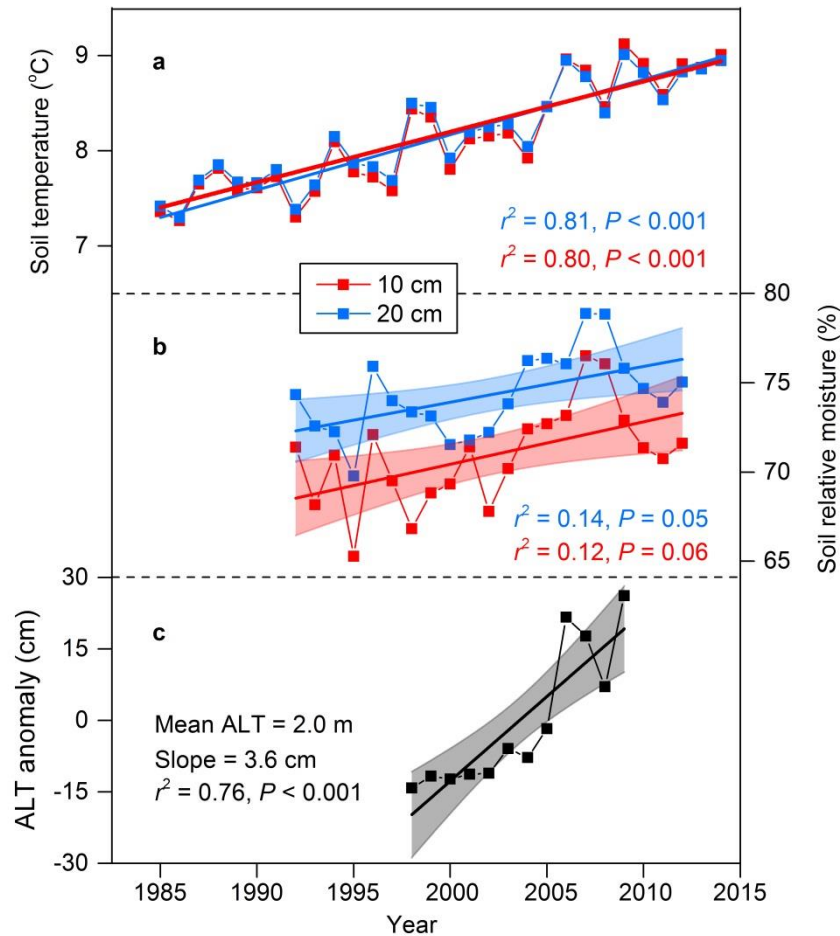 a
9
8
7
Soil temperature (°C)
r² = 0.81, P < 0.001
r² = 0.80, P < 0.001
10 cm
20 cm
b
80
75
70
65
Soil relative moisture (%)
r² = 0.14, P = 0.05
r² = 0.12, P = 0.06
c
30
15
0
-15
-30
ALT anomaly (cm)
Mean ALT = 2.0 m
Slope = 3.6 cm
r² = 0.76, P < 0.001
1985 1990 1995 2000 2005 2010 2015
Year